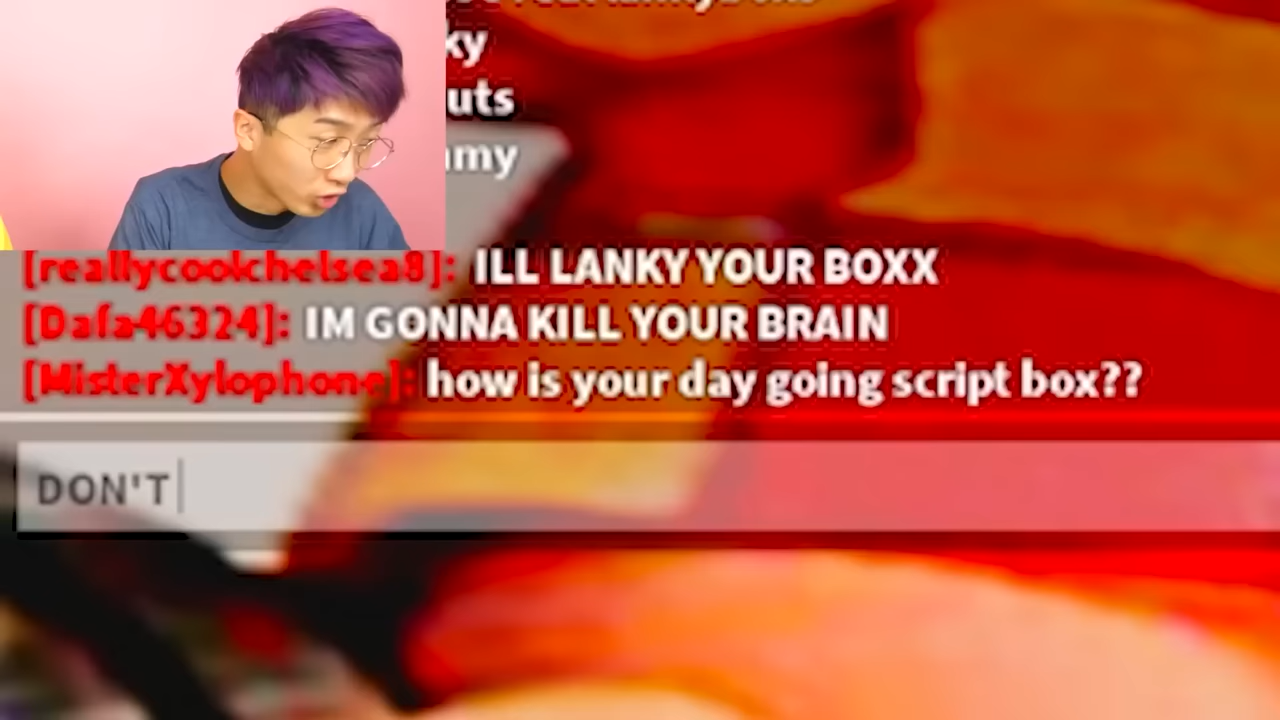 ky
uts
mmy
[reallycoolchelsea8]: ILL LANKY YOUR BOXX
[Dafa46324]: IM GONNA KILL YOUR BRAIN
[MisterXylophone]: how is your day going script box??
DON'T